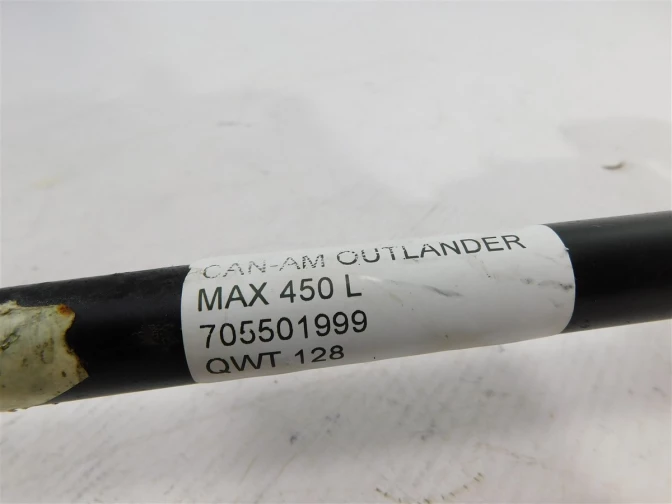 CAN-AM OUTLANDER
MAX 450 L
705501999
QWT 128